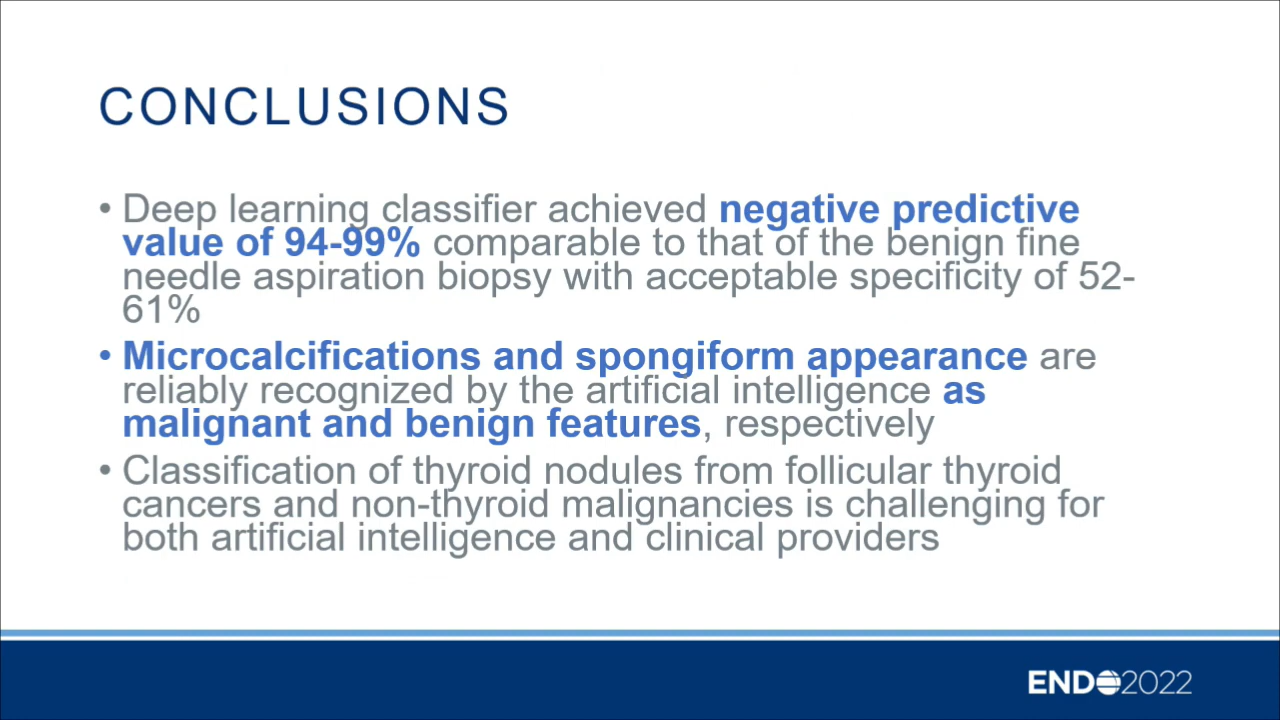 CONCLUSIONS
• Deep learning classifier achieved negative predictive
value of 94-99% comparable to that of the benign fine
needle aspiration biopsy with acceptable specificity of 52-
61%
• Microcalcifications and spongiform appearance are
reliably recognized by the artificial intelligence as
malignant and benign features, respectively
• Classification of thyroid nodules from follicular thyroid
cancers and non-thyroid malignancies is challenging for
both artificial intelligence and clinical providers
ENDO2022